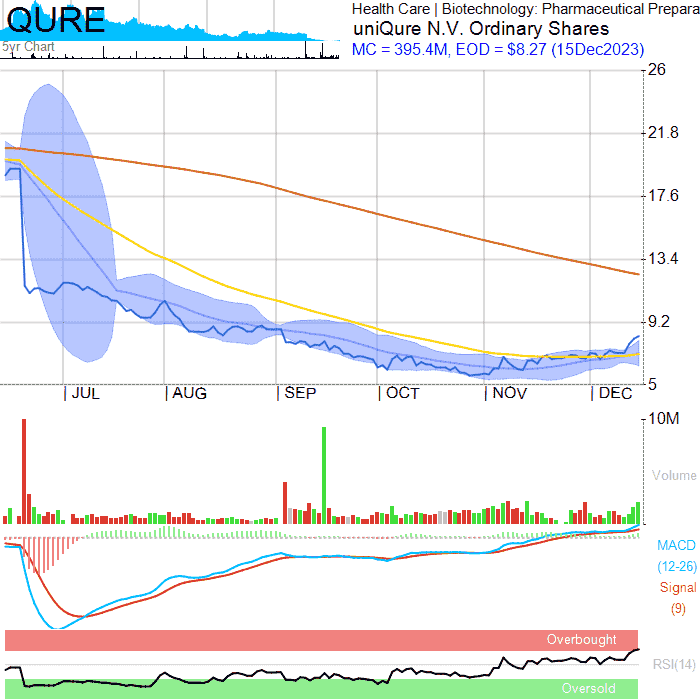 QURE
Health Care | Biotechnology: Pharmaceutical Prepara
uniQure N.V. Ordinary Shares
5yr Chart
MC = 395.4M, EOD = $8.27 (15Dec2023)
26
21.8
17.6
13.4
9.2
5
JUL AUG SEP OCT NOV DEC
10M
Volume
MACD
(12-26)
Signal
(9)
Overbought
RSI(14)
Oversold